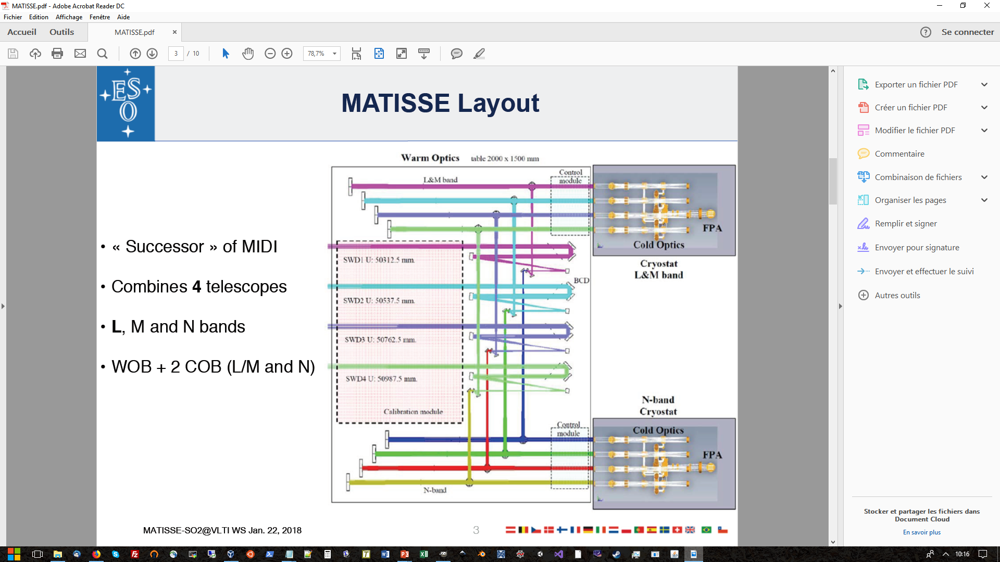 MATISSE.pdf - Adobe Acrobat Reader DC
Fichier Edition Affichage Fenêtre Aide
Accueil Outils MATISSE.pdf × ? Se connecter
3 / 10 78,7%
ESO
MATISSE Layout
Warm Optics table 2000 x 1500 mm
L&M band
Control
module
• « Successor » of MIDI
• Combines 4 telescopes
• L, M and N bands
• WOB + 2 COB (L/M and N)
SWD1 U: 50312.5 mm.
SWD2 U: 50537.5 mm.
SWD3 U: 50762.5 mm.
SWD4 U: 50987.5 mm.
Calibration module
BCD
FPA
Cold Optics
Cryostat
L&M band
N-band
Cryostat
Control
module
Cold Optics
FPA
N-band
MATISSE-SO2@VLTI WS Jan. 22, 2018
3
Exporter un fichier PDF
Créer un fichier PDF
Modifier le fichier PDF
Commentaire
Combinaison de fichiers
Organiser les pages
Remplir et signer
Envoyer pour signature
Envoyer et effectuer le suivi
Autres outils
Stocker et partager les fichiers dans
Document Cloud
En savoir plus
10:16